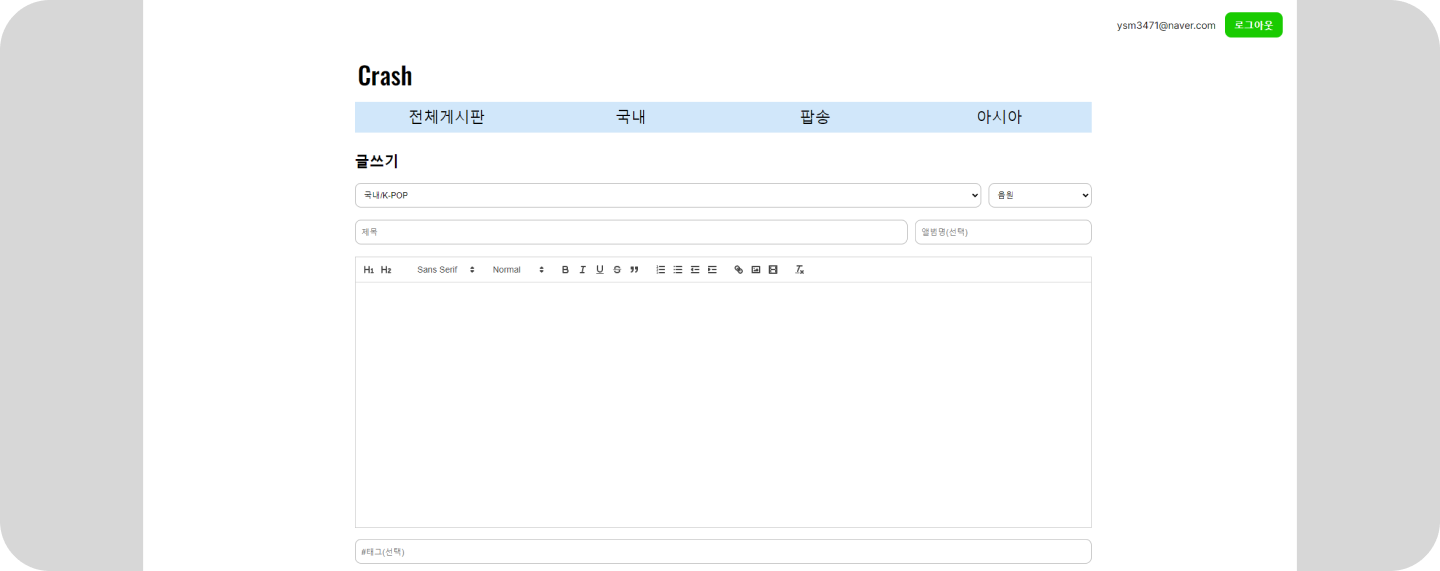 ysm3471@naver.com 로그아웃
Crash
전체게시판 국내 팝송 아시아
글쓰기
국내/K-POP 음원
제목 앨범명(선택)
H1 H2 Sans Serif Normal B I U S
#태그(선택)